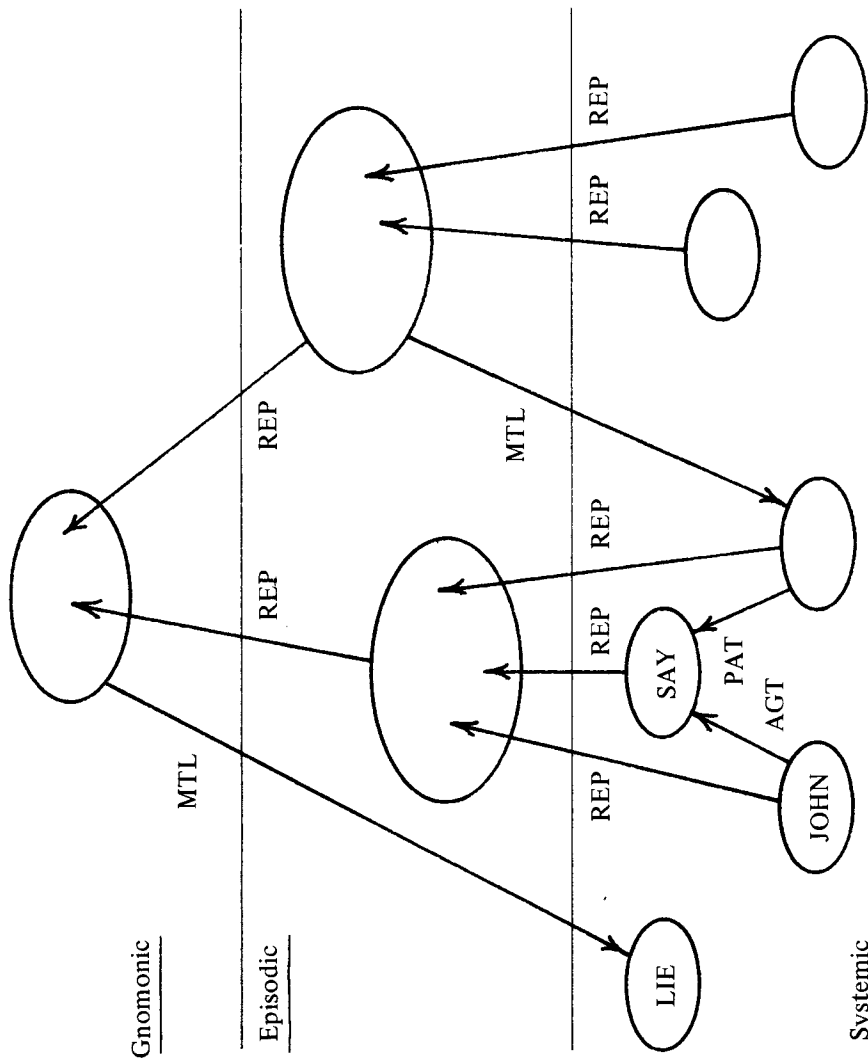 Gnomonic
MTL
REP
REP
Episodic
MTL
REP
REP
REP
REP
REP
LIE
SAY
PAT
AGT
JOHN
Systemic